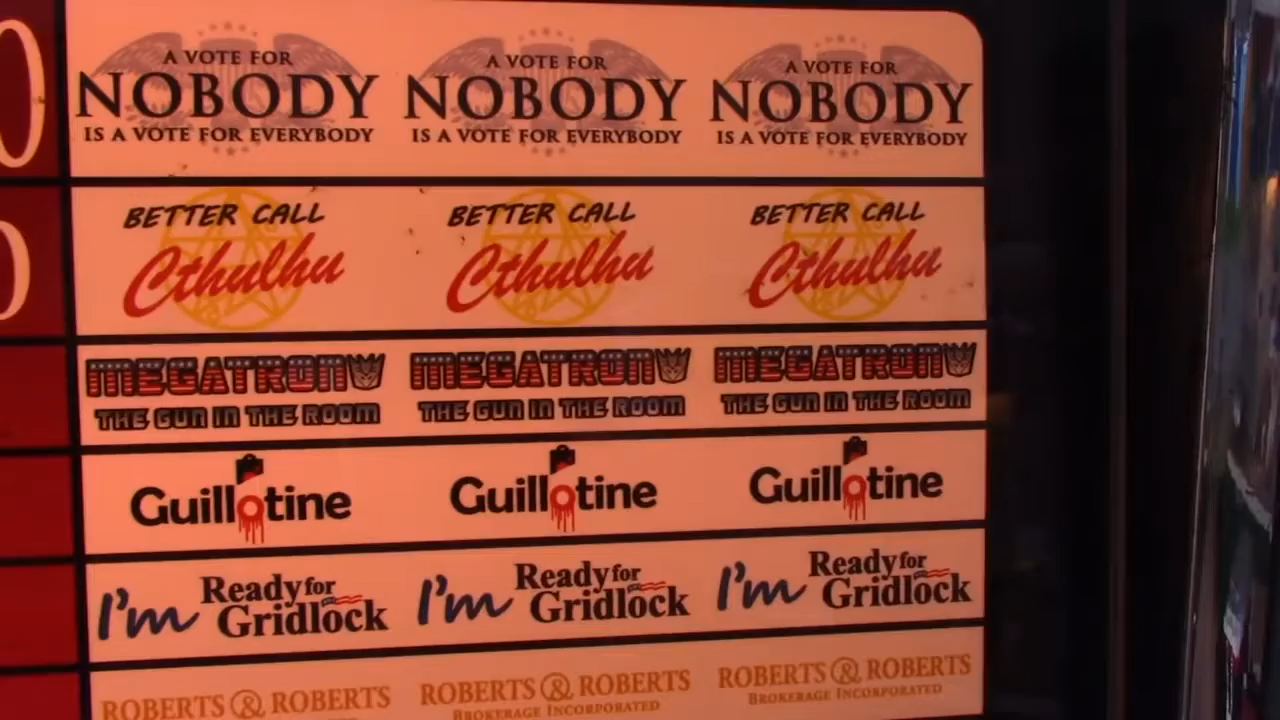 A VOTE FOR A VOTE FOR A VOTE FOR
NOBODY NOBODY NOBODY
IS A VOTE FOR EVERYBODY IS A VOTE FOR EVERYBODY IS A VOTE FOR EVERYBODY
BETTER CALL BETTER CALL BETTER CALL
Cthulhu Cthulhu Cthulhu
MEGATRON MEGATRON MEGATRON
THE GUN IN THE ROOM THE GUN IN THE ROOM THE GUN IN THE ROOM
Guillotine Guillotine Guillotine
I'm Ready for I'm Ready for I'm Ready for
Gridlock Gridlock Gridlock
ROBERTS & ROBERTS ROBERTS & ROBERTS ROBERTS & ROBERTS
BROKERAGE INCORPORATED BROKERAGE INCORPORATED